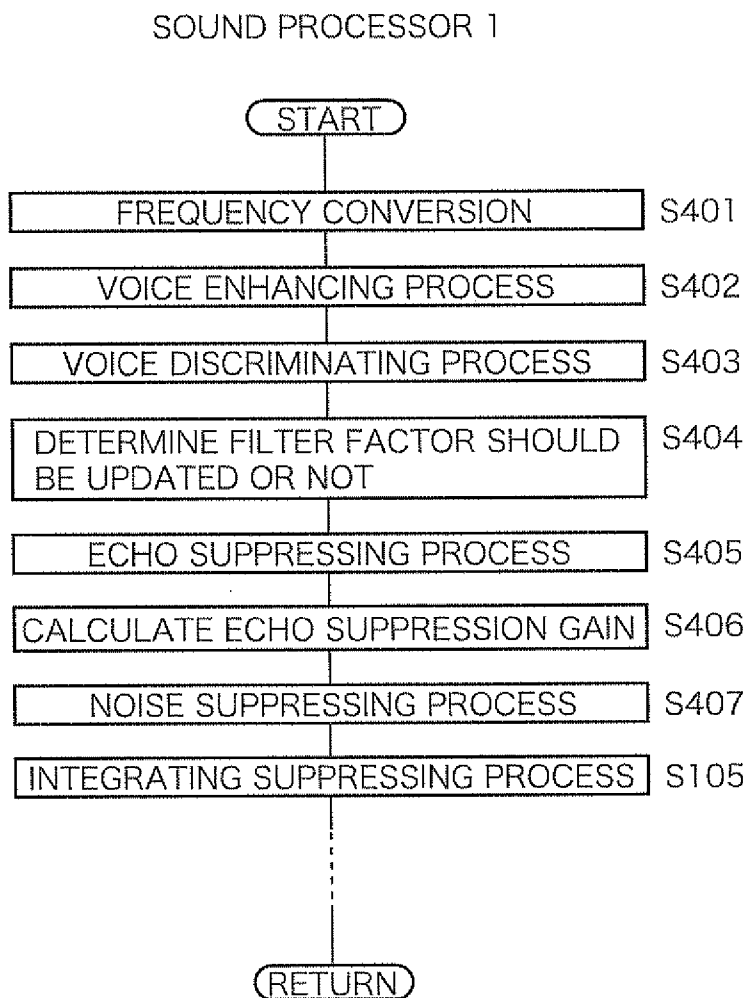 SOUND PROCESSOR 1
START
FREQUENCY CONVERSION S401
VOICE ENHANCING PROCESS S402
VOICE DISCRIMINATING PROCESS S403
DETERMINE FILTER FACTOR SHOULD S404
BE UPDATED OR NOT
ECHO SUPPRESSING PROCESS S405
CALCULATE ECHO SUPPRESSION GAIN S406
NOISE SUPPRESSING PROCESS S407
INTEGRATING SUPPRESSING PROCESS S105
RETURN